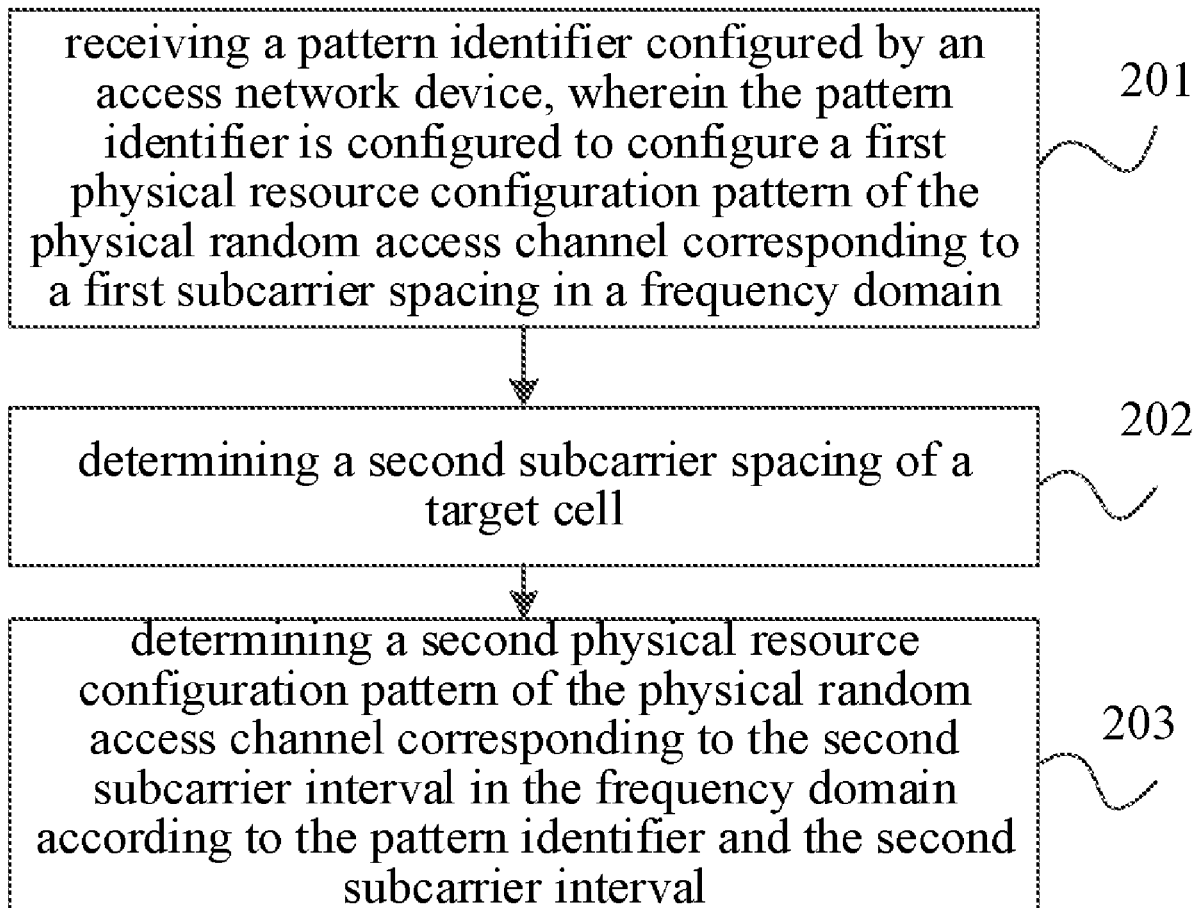 receiving a pattern identifier configured by an
access network device, wherein the pattern
identifier is configured to configure a first
physical resource configuration pattern of the
physical random access channel corresponding to
a first subcarrier spacing in a frequency domain
201
determining a second subcarrier spacing of a
target cell
202
determining a second physical resource
configuration pattern of the physical random
access channel corresponding to the second
subcarrier interval in the frequency domain
according to the pattern identifier and the second
subcarrier interval
203